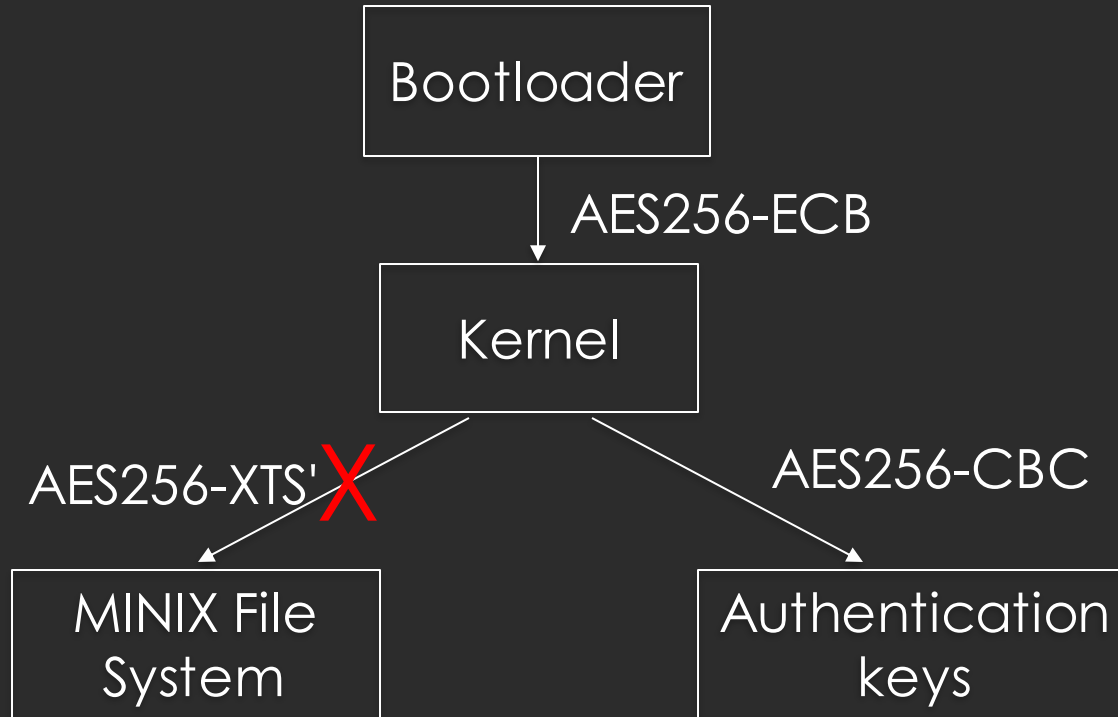 Bootloader
AES256-ECB
Kernel
AES256-XTS'
X
AES256-CBC
MINIX File
System
Authentication
keys